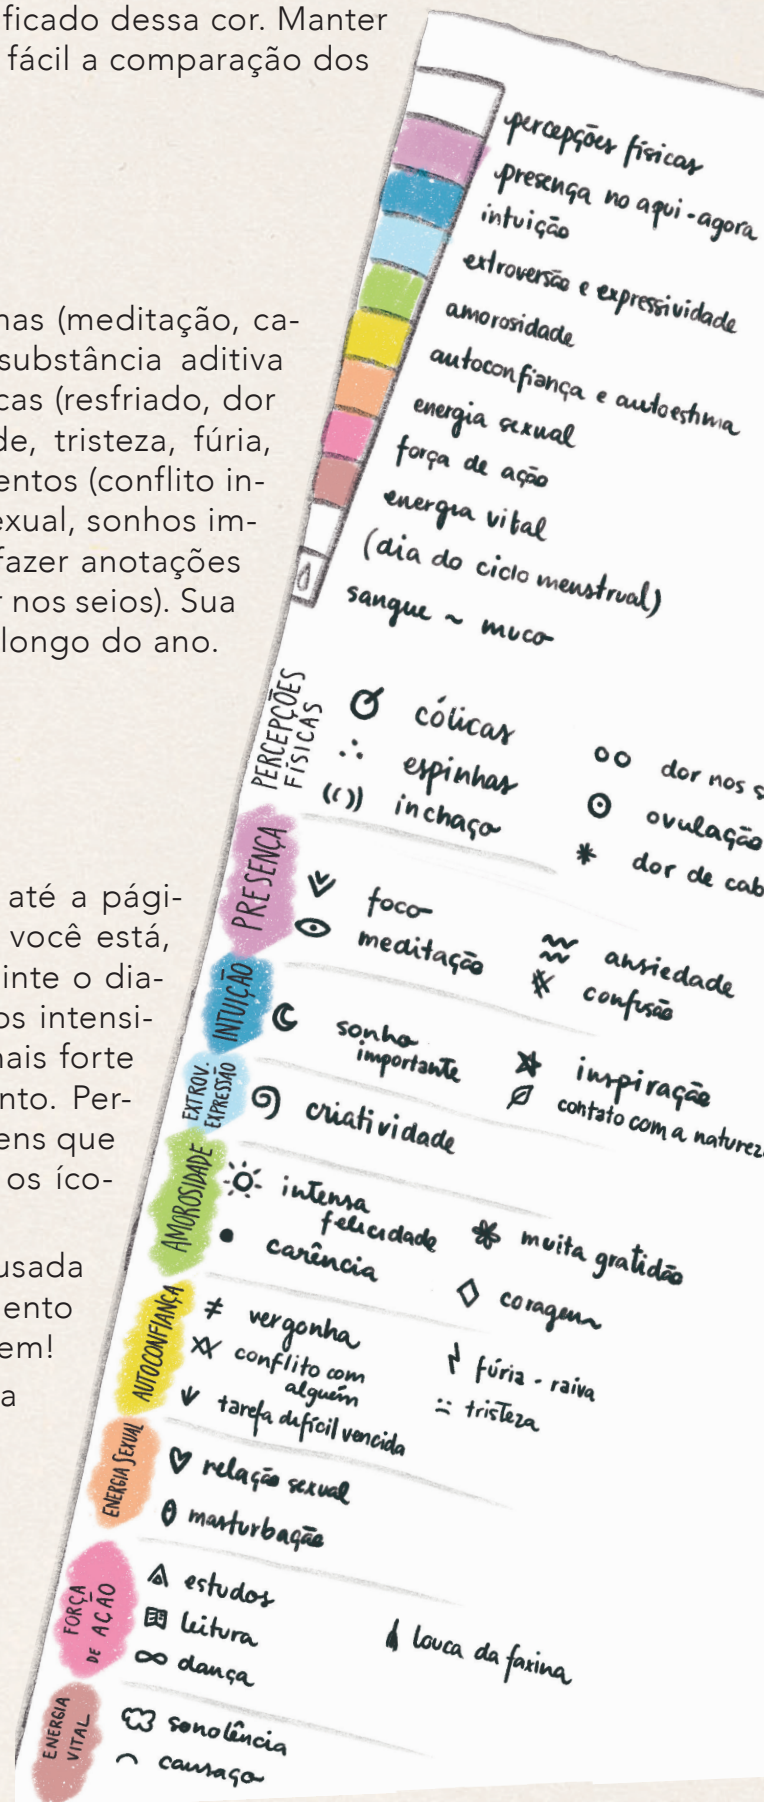 ficado dessa cor. Manter
fácil a comparação dos
nas (meditação, ca-
substância aditiva
cas (resfriado, dor
de, tristeza, fúria,
entos (conflito in-
exual, sonhos im-
fazer anotações
r nos seios). Sua
longo do ano.
até a pági-
você está,
inte o dia-
os intensi-
nais forte
nto. Per-
ens que
os íco-
usada
ento
em!
a
percepções físicas
presença no aqui-agora
intuição
extroversão e expressividade
amorosidade
autoconfiança e autoestima
energia sexual
força de ação
energia vital
(dia do ciclo menstrual)
sangue ~ muco
PERCEPÇÕES
FÍSICAS
cólicas
espinhas
inchaço
dor nos s
ovulação
dor de cab
PRESENÇA
foco
meditação
ansiedade
confusão
INTUIÇÃO
sonho
importante
inspiração
contato com a naturez
EXTROV.
EXPRESSÃO
criatividade
AMOROSIDADE
intensa
felicidade
carência
muita gratidão
coragem
AUTOCONFIANÇA
vergonha
conflito com
alguém
tarefa difícil vencida
fúria - raiva
tristeza
ENERGIA SEXUAL
relação sexual
masturbação
FORÇA
DE AÇÃO
estudos
leitura
dança
louca da faxina
ENERGIA
VITAL
sonolência
cansaço